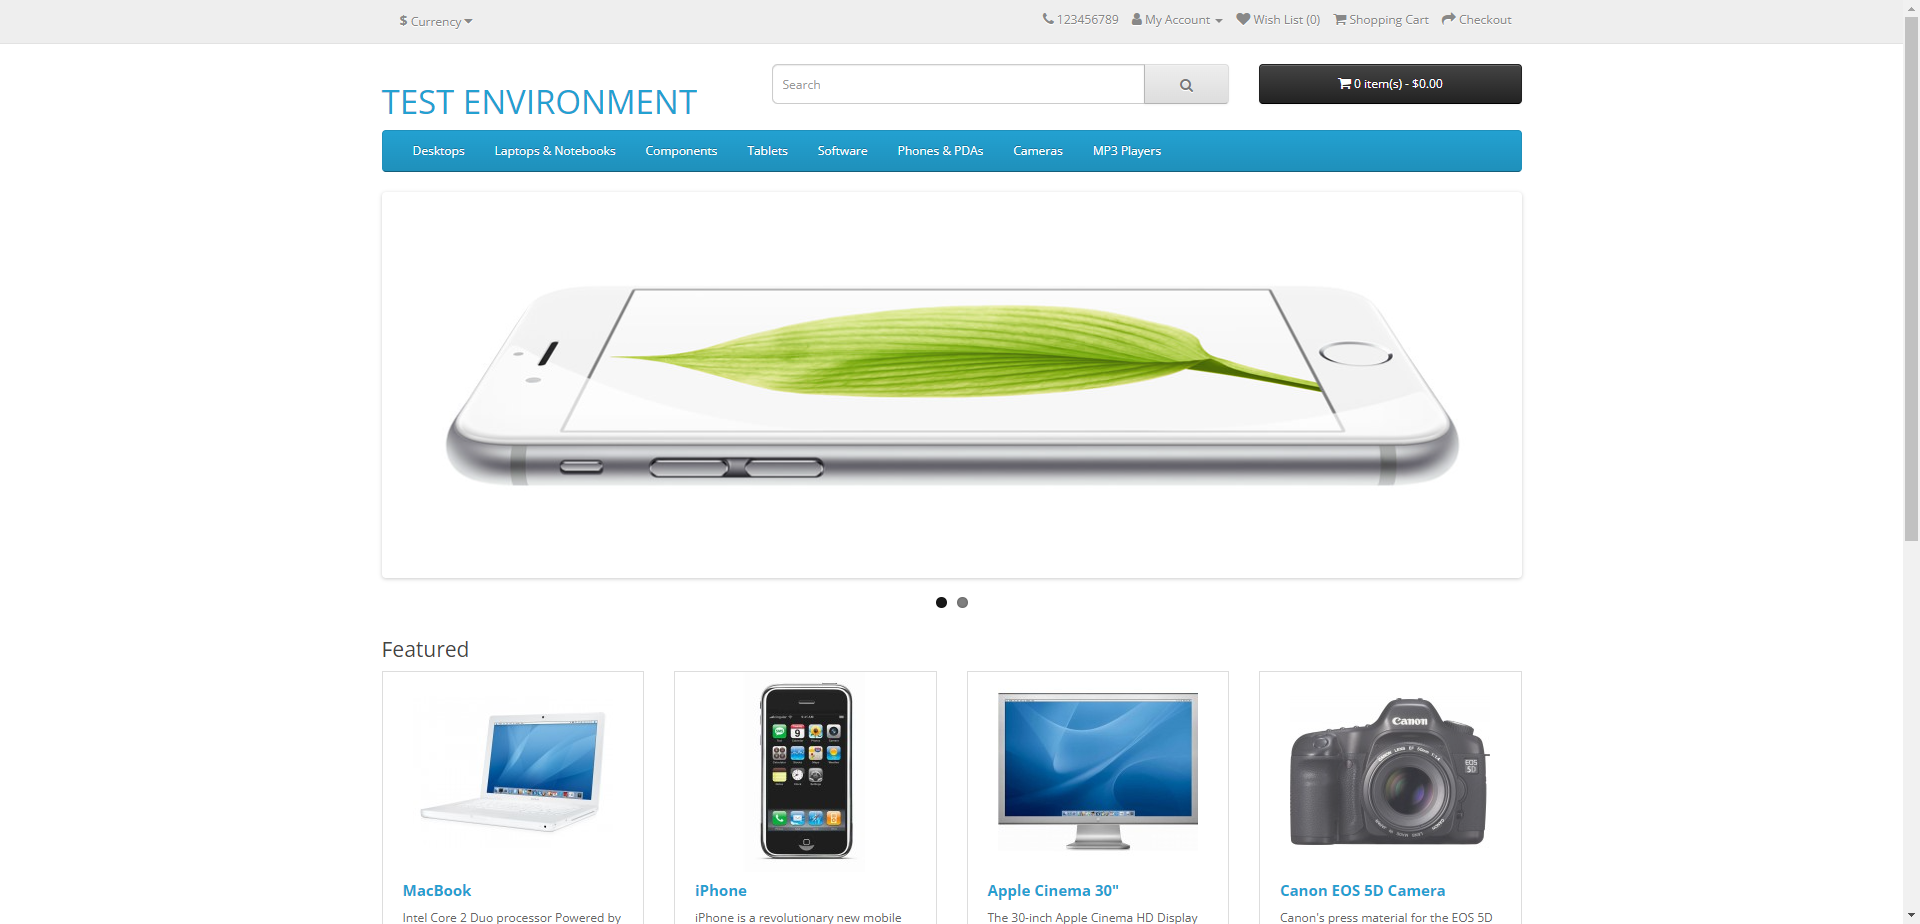 $ Currency
123456789 My Account Wish List (0) Shopping Cart Checkout
TEST ENVIRONMENT
Search
0 item(s) - $0.00
Desktops Laptops & Notebooks Components Tablets Software Phones & PDAs Cameras MP3 Players
Featured
Canon
EOS
5D
MacBook
Intel Core 2 Duo processor Powered by
iPhone
iPhone is a revolutionary new mobile
Apple Cinema 30"
The 30-inch Apple Cinema HD Display
Canon EOS 5D Camera
Canon's press material for the EOS 5D